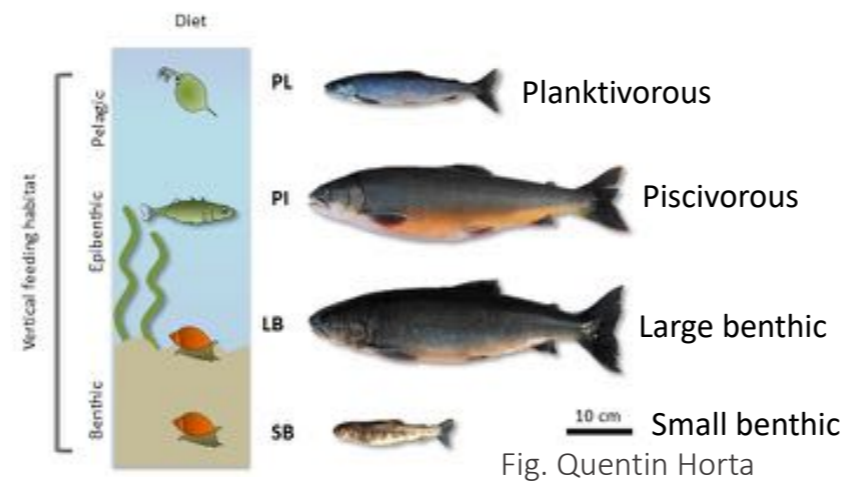 Diet
Vertical feeding habitat
Pelagic
Epibenthic
Benthic
PL
Planktivorous
PI
Piscivorous
LB
Large benthic
SB
10 cm
Small benthic
Fig. Quentin Horta